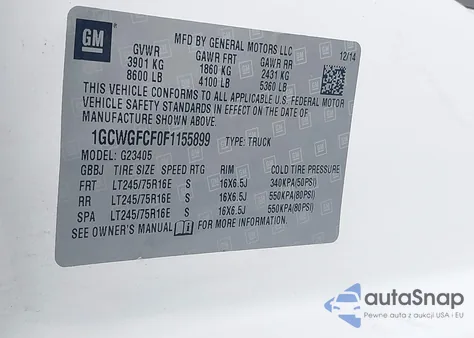 GM
MFD BY GENERAL MOTORS LLC
12/14
GVWR GAWR FRT GAWR RR
3901 KG 1860 KG 2431 KG
8600 LB 4100 LB 5360 LB
THIS VEHICLE CONFORMS TO ALL APPLICABLE U.S. FEDERAL MOTOR
VEHICLE SAFETY STANDARDS IN EFFECT ON THE DATE OF
MANUFACTURE SHOWN ABOVE.
1GCWGFCF0F1155899 TYPE: TRUCK
MODEL: G23405
GBBJ TIRE SIZE SPEED RTG RIM COLD TIRE PRESSURE
FRT LT245/75R16E S 16X6.5J 340KPA(50PSI)
RR LT245/75R16E S 16X6.5J 550KPA(80PSI)
SPA LT245/75R16E S 16X6.5J 550KPA(80PSI)
SEE OWNER'S MANUAL FOR MORE INFORMATION.
autoSnap
Pewne auta z aukcji USA - EU